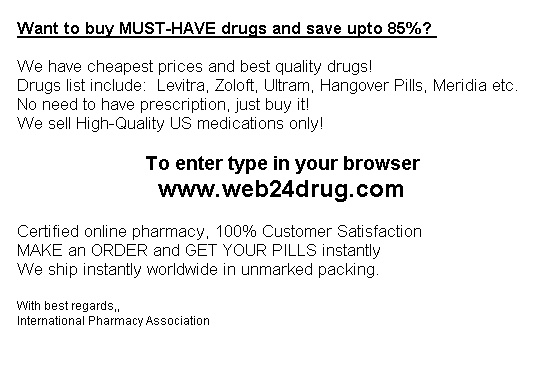 Want to buy MUST-HAVE drugs and save upto 85%?
We have cheapest prices and best quality drugs!
Drugs list include:  Levitra, Zoloft, Ultram, Hangover Pills, Meridia etc.
No need to have prescription, just buy it!
We sell High-Quality US medications only!
To enter type in your browser
www.web24drug.com
Certified online pharmacy, 100% Customer Satisfaction
MAKE an ORDER and GET YOUR PILLS instantly
We ship instantly worldwide in unmarked packing.
With best regards,,
International Pharmacy Association